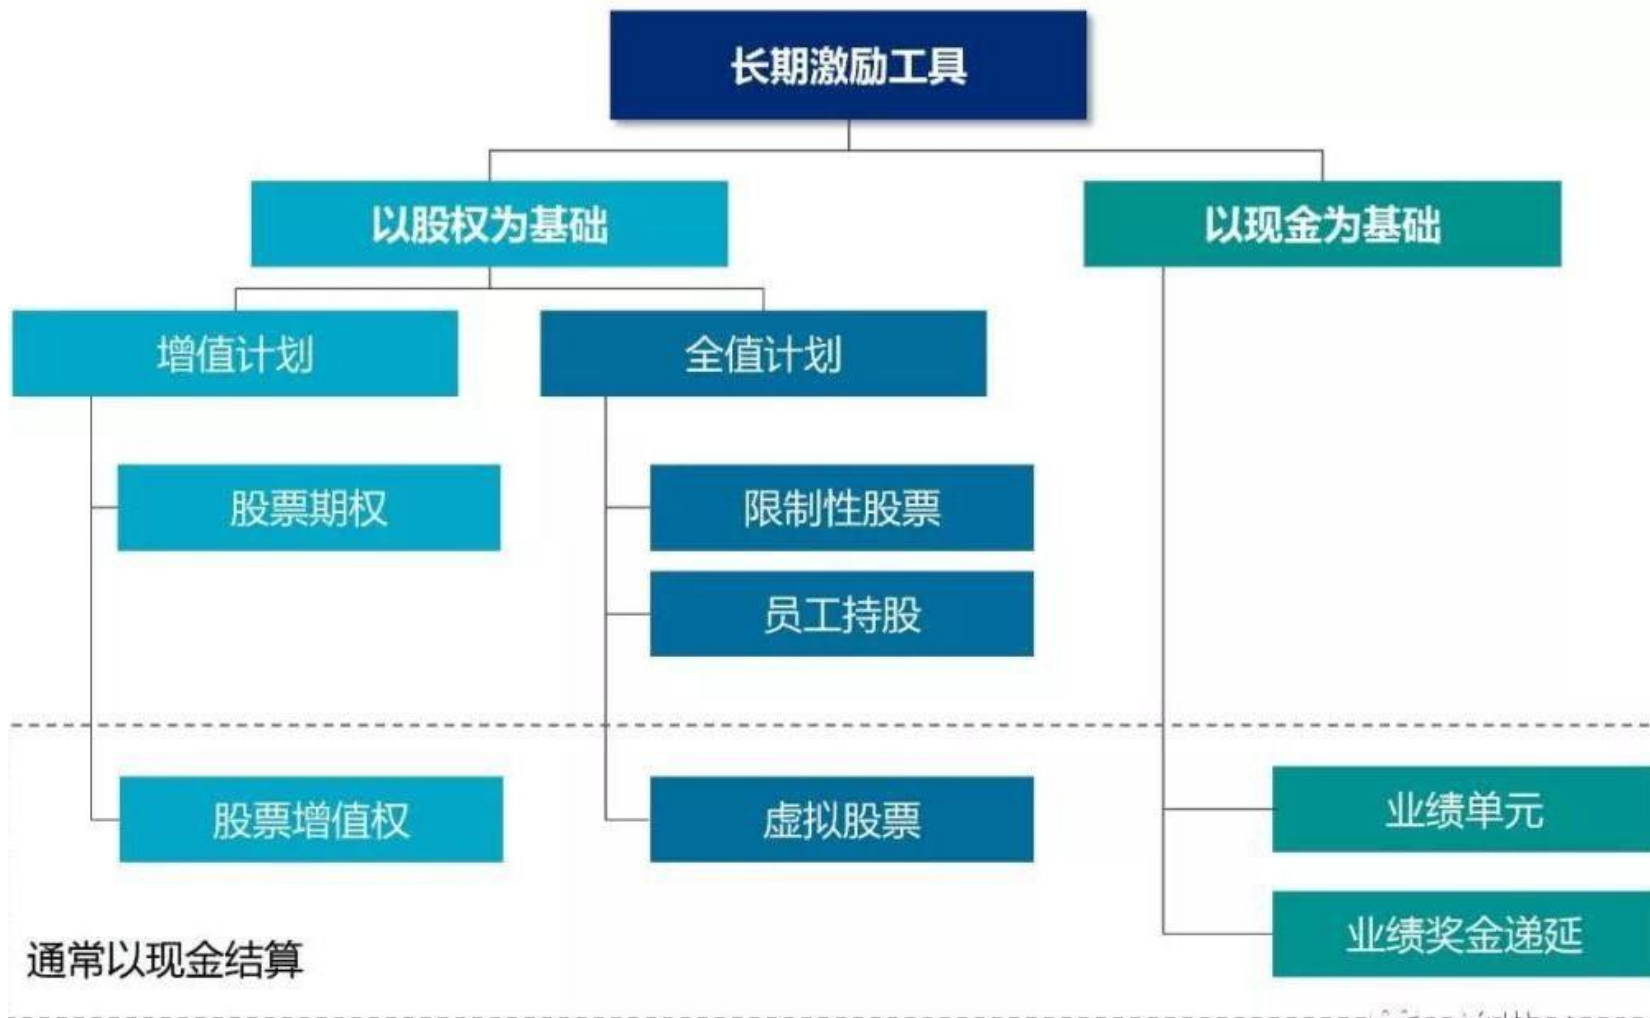 长期激励工具
以股权为基础
以现金为基础
增值计划
全值计划
股票期权
限制性股票
员工持股
股票增值权
虚拟股票
业绩单元
业绩奖金递延
通常以现金结算